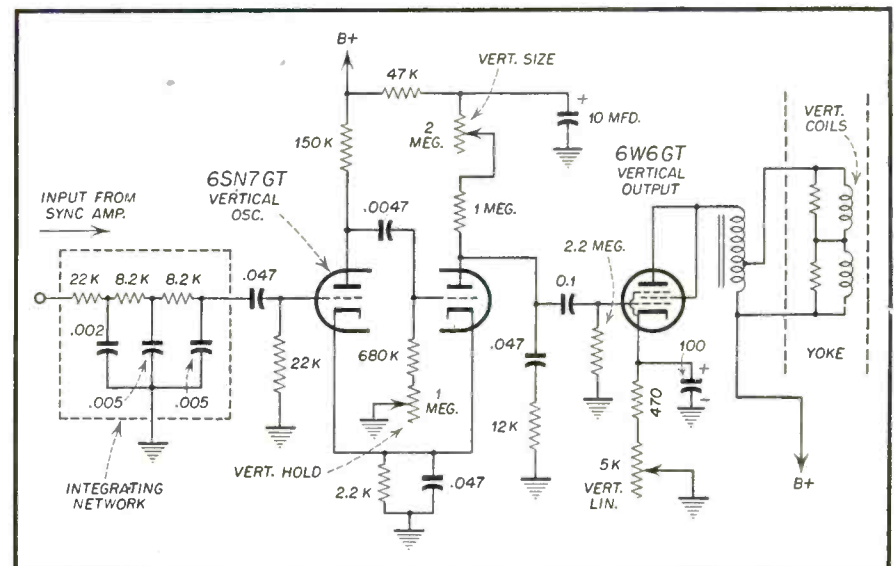 B+
47 K
VERT. SIZE
150 K
2
MEG.
+
10 MFD.
VERT.
COILS
6SN7GT
VERTICAL
OSC.
6W6GT
VERTICAL
OUTPUT
INPUT FROM
SYNC AMP.
.0047
1 MEG.
2.2 MEG.
22 K
8.2 K
8.2 K
.047
0.1
.002
.005
.005
22 K
680 K
1
MEG.
.047
12 K
100
+
-
470
YOKE
INTEGRATING
NETWORK
VERT. HOLD
2.2 K
.047
5 K
VERT.
LIN.
B+